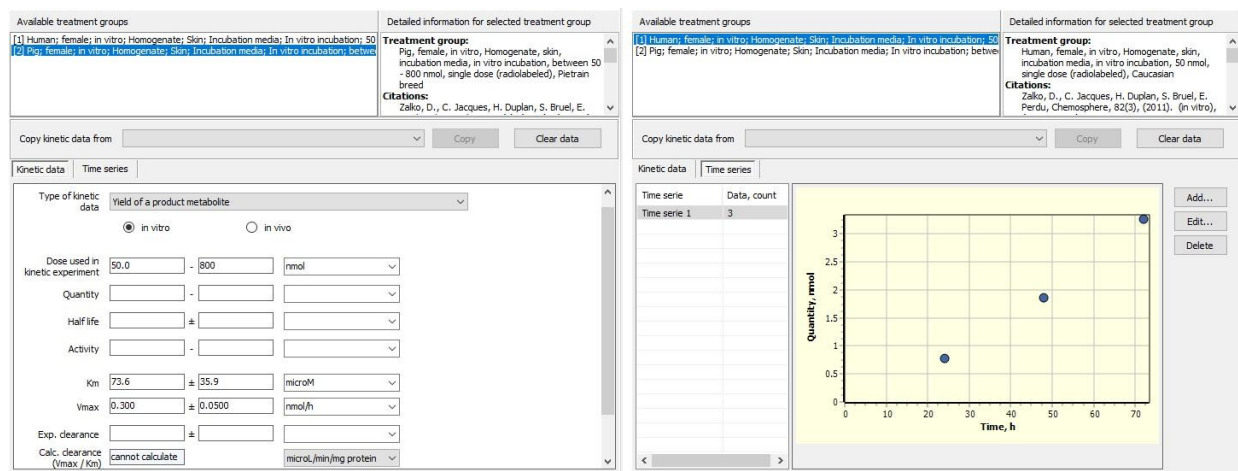 Available treatment groups
Detailed information for selected treatment group
[1] Human; female; in vitro; Homogenate; Skin; Incubation media; In vitro incubation; 50
[2] Pig; female; in vitro; Homogenate; Skin; Incubation media; In vitro incubation; betwee
Treatment group:
Pig, female, in vitro, Homogenate, skin,
incubation media, in vitro incubation, between 50
- 800 nmol, single dose (radiolabeled), Pietrain
breed
Citations:
Zalko, D., C. Jacques, H. Duplan, S. Bruel, E.
Copy kinetic data from
Copy
Clear data
Kinetic data
Time series
Type of kinetic
data
Yield of a product metabolite
in vitro
in vivo
Dose used in
kinetic experiment
50.0 - 800 nmol
Quantity -
Half life ±
Activity -
Km 73.6 ± 35.9 microM
Vmax 0.300 ± 0.0500 nmol/h
Exp. clearance ±
Calc. clearance
(Vmax / Km)
cannot calculate
microL/min/mg protein
Available treatment groups
Detailed information for selected treatment group
[1] Human; female; in vitro; Homogenate; Skin; Incubation media; In vitro incubation; 50
[2] Pig; female; in vitro; Homogenate; Skin; Incubation media; In vitro incubation; betwee
Treatment group:
Human, female, in vitro, Homogenate, skin,
incubation media, in vitro incubation, 50 nmol,
single dose (radiolabeled), Caucasian
Citations:
Zalko, D., C. Jacques, H. Duplan, S. Bruel, E.
Perdu, Chemosphere, 82(3), (2011). (in vitro),
Copy kinetic data from
Copy
Clear data
Kinetic data
Time series
Time serie
Data, count
Time serie 1
3
Add...
Edit...
Delete
Quantity, nmol
3
2.5
2
1.5
1
0.5
0
0 10 20 30 40 50 60 70
Time, h